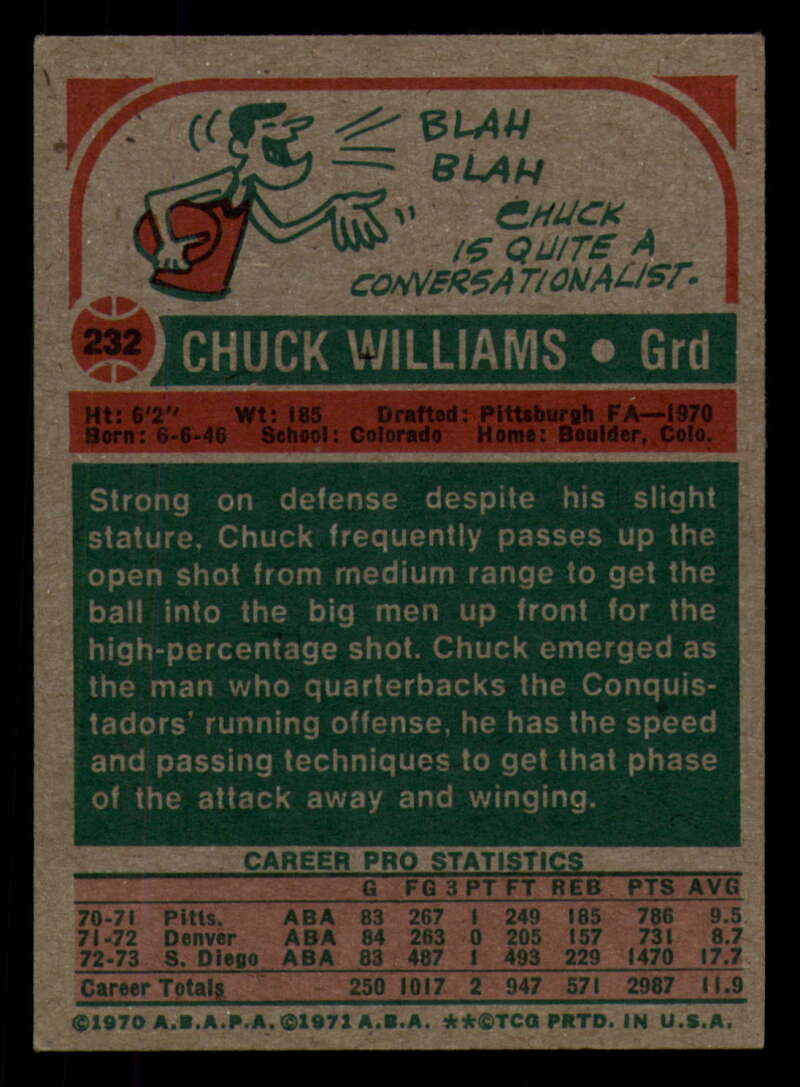 BLAH
BLAH
CHUCK
IS QUITE A
CONVERSATIONALIST.
232
CHUCK WILLIAMS • Grd
Ht: 6'2" Wt: 185 Drafted: Pittsburgh FA—1970
Born: 6-6-46 School: Colorado Home: Boulder, Colo.
Strong on defense despite his slight
stature, Chuck frequently passes up the
open shot from medium range to get the
ball into the big men up front for the
high-percentage shot. Chuck emerged as
the man who quarterbacks the Conquis-
tadors' running offense, he has the speed
and passing techniques to get that phase
of the attack away and winging.
CAREER PRO STATISTICS
G FG 3 PT FT REB PTS AVG
70-71 Pitts. ABA 83 267 1 249 185 786 9.5
71-72 Denver ABA 84 263 0 205 157 731 8.7
72-73 S. Diego ABA 83 487 1 493 229 1470 17.7
Career Totals 250 1017 2 947 571 2987 11.9
©1970 A.B.A.P.A. ©1971 A.B.A. **©TCG PRTD. IN U.S.A.